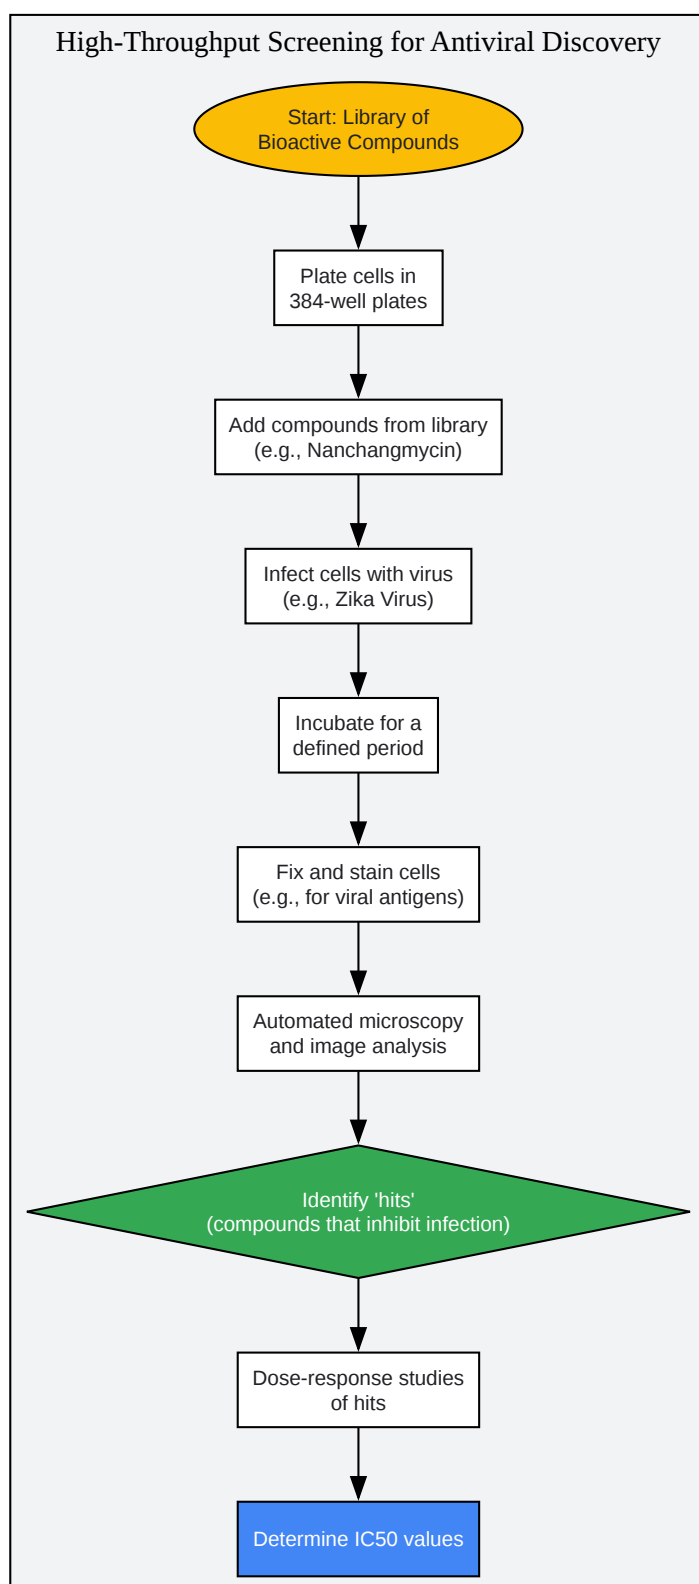 High-Throughput Screening for Antiviral Discovery
Start: Library of
Bioactive Compounds
Plate cells in
384-well plates
Add compounds from library
(e.g., Nanchangmycin)
Infect cells with virus
(e.g., Zika Virus)
Incubate for a
defined period
Fix and stain cells
(e.g., for viral antigens)
Automated microscopy
and image analysis
Identify 'hits'
(compounds that inhibit infection)
Dose-response studies
of hits
Determine IC50 values